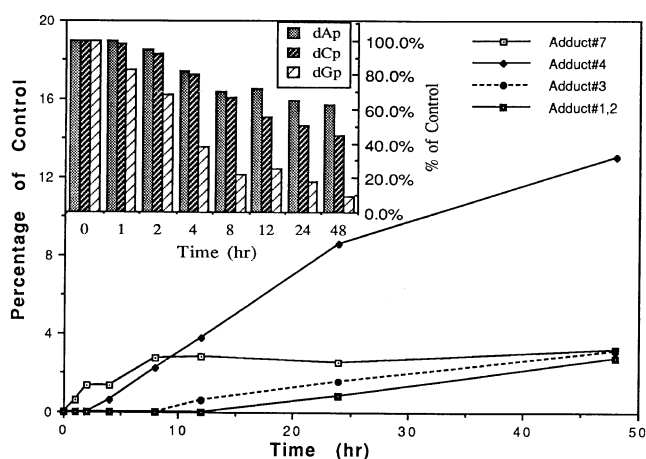 20
16
12
8
4
0
Percentage of Control
0
10
20
30
40
50
Time (hr)
dAp
dCp
dGp
100.0%
80.0%
60.0%
40.0%
20.0%
0.0%
% of Control
0
1
2
4
8
12
24
48
Time (hr)
Adduct#7
Adduct#4
Adduct#3
Adduct#1,2